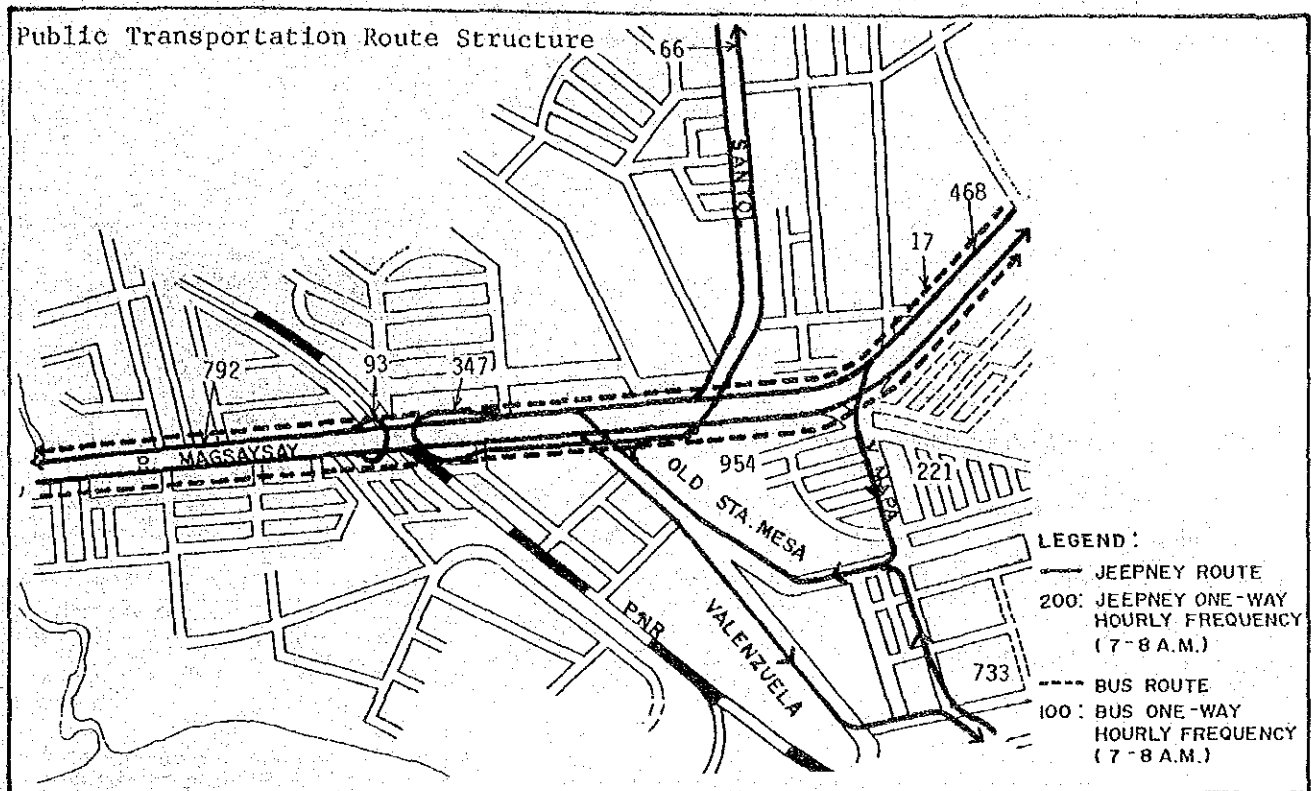 Public Transportation Route Structure
66
SANTOL
468
17
792
93
347
R. MAGSAYSAY
954
OLD STA. MESA
V. MAPA
221
PNR
VALENZUELA
733
LEGEND:
JEEPNEY ROUTE
200: JEEPNEY ONE-WAY
HOURLY FREQUENCY
(7-8 A.M.)
BUS ROUTE
100: BUS ONE-WAY
HOURLY FREQUENCY
(7-8 A.M.)